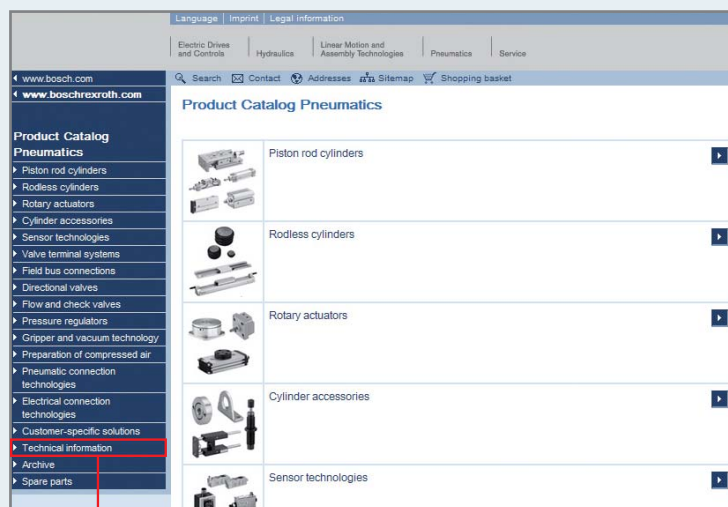 Language | Imprint | Legal information
Electric Drives
and Controls
Hydraulics
Linear Motion and
Assembly Technologies
Pneumatics
Service
www.bosch.com
www.boschrexroth.com
Search Contact Addresses Sitemap Shopping basket
Product Catalog
Pneumatics
Piston rod cylinders
Rodless cylinders
Rotary actuators
Cylinder accessories
Sensor technologies
Valve terminal systems
Field bus connections
Directional valves
Flow and check valves
Pressure regulators
Gripper and vacuum technology
Preparation of compressed air
Pneumatic connection
technologies
Electrical connection
technologies
Customer-specific solutions
Technical information
Archive
Spare parts
Product Catalog Pneumatics
Piston rod cylinders
Rodless cylinders
Rotary actuators
Cylinder accessories
Sensor technologies